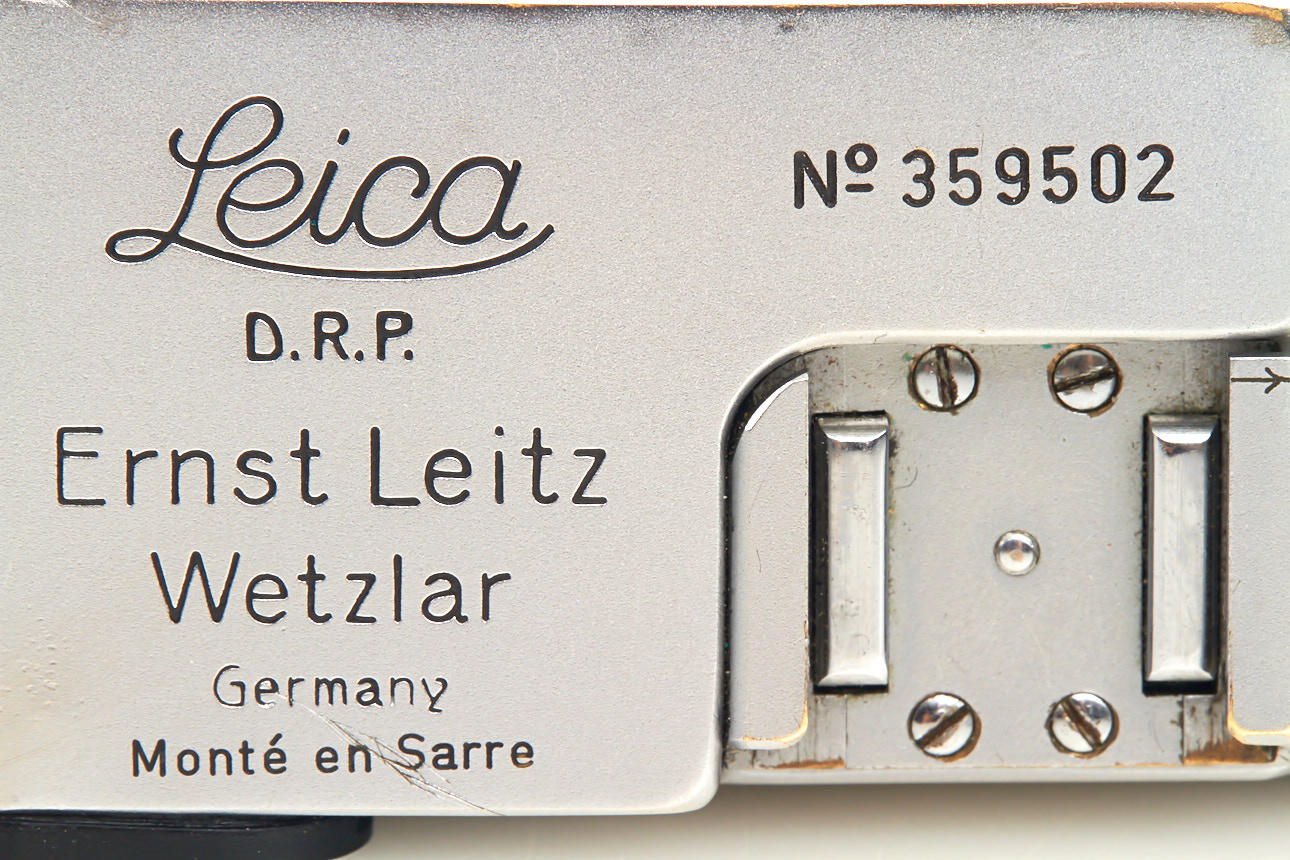 Leica
Nº 359502
D.R.P.
Ernst Leitz
Wetzlar
Germany
Monté en Sarre